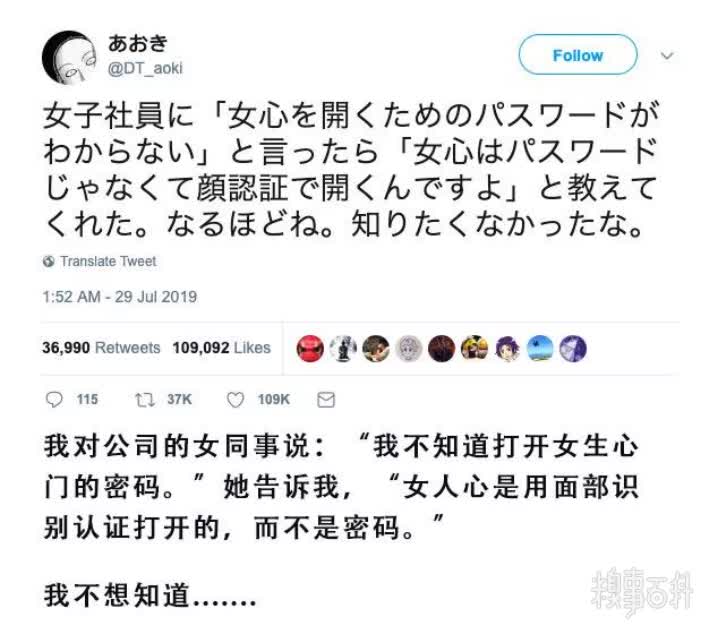 あおき
@DT_aoki
Follow
女子社員に「女心を開くためのパスワードが
わからない」と言ったら「女心はパスワード
じゃなくて顔認証で開くんですよ」と教えて
くれた。なるほどね。知りたくなかったな。
Translate Tweet
1:52 AM - 29 Jul 2019
36,990 Retweets 109,092 Likes
115 37K 109K
我对公司的女同事说：“我不知道打开女生心
门的密码。”她告诉我，“女人心是用面部识
别认证打开的，而不是密码。”
我不想知道.......
糗事百科